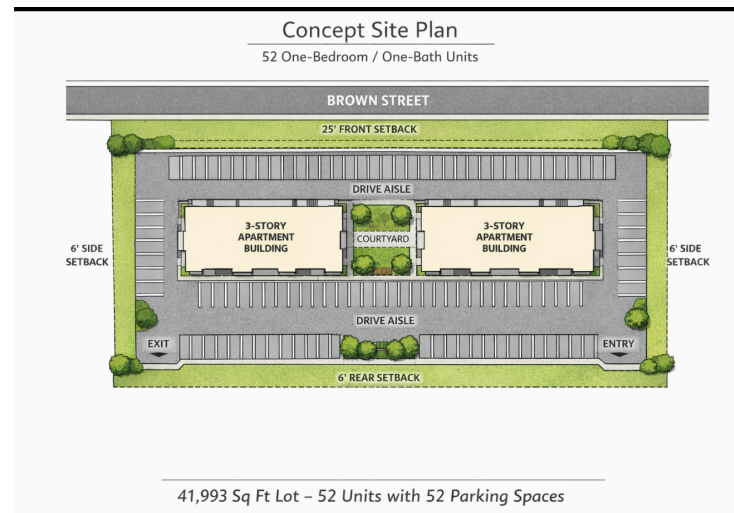 Concept Site Plan
52 One-Bedroom / One-Bath Units
BROWN STREET
25' FRONT SETBACK
DRIVE AISLE
3-STORY
APARTMENT
BUILDING
COURTYARD
3-STORY
APARTMENT
BUILDING
6' SIDE
SETBACK
6' SIDE
SETBACK
DRIVE AISLE
EXIT
ENTRY
6' REAR SETBACK
41,993 Sq Ft Lot – 52 Units with 52 Parking Spaces